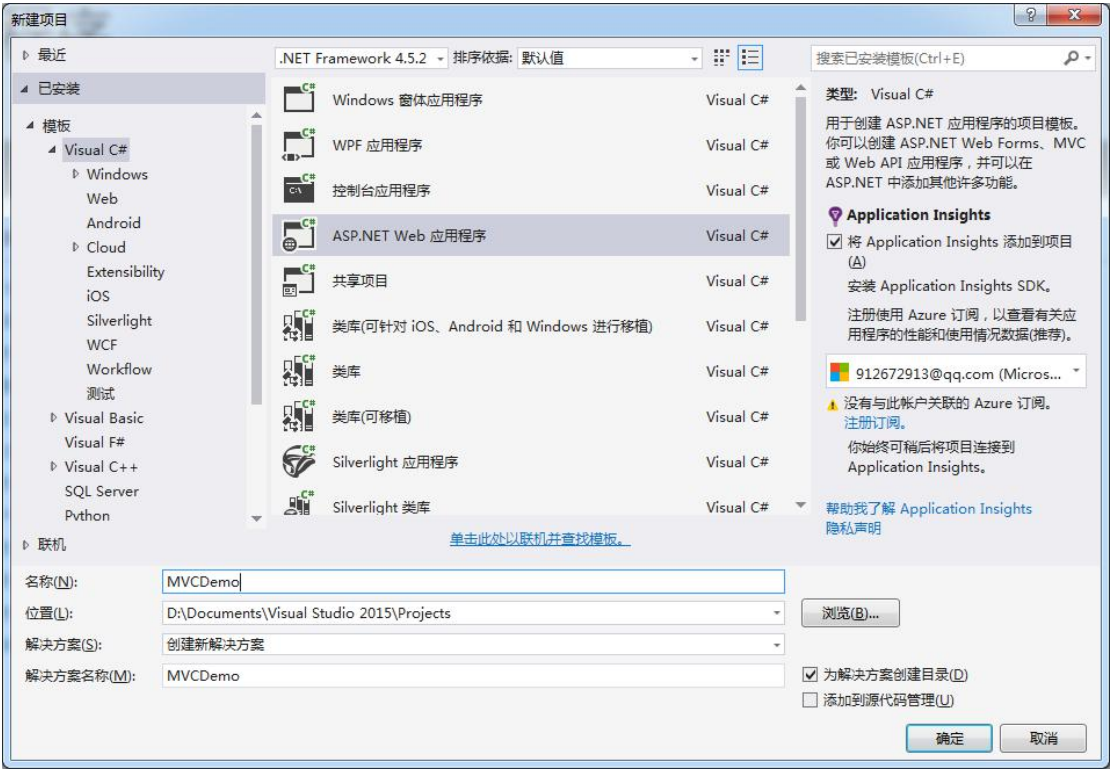 新建项目
最近
.NET Framework 4.5.2 排序依据: 默认值
搜索已安装模板(Ctrl+E)
已安装
模板
Visual C#
Windows
Web
Android
Cloud
Extensibility
iOS
Silverlight
WCF
Workflow
测试
Visual Basic
Visual F#
Visual C++
SQL Server
Python
联机
C# Windows 窗体应用程序 Visual C#
C# WPF 应用程序 Visual C#
C# 控制台应用程序 Visual C#
C# ASP.NET Web 应用程序 Visual C#
C# 共享项目 Visual C#
C# 类库(可针对 iOS、Android 和 Windows 进行移植) Visual C#
C# 类库 Visual C#
C# 类库(可移植) Visual C#
C# Silverlight 应用程序 Visual C#
C# Silverlight 类库 Visual C#
单击此处以联机并查找模板。
类型: Visual C#
用于创建 ASP.NET 应用程序的项目模板。
你可以创建 ASP.NET Web Forms、MVC
或 Web API 应用程序，并可以在
ASP.NET 中添加其他许多功能。
Application Insights
将 Application Insights 添加到项目
(A)
安装 Application Insights SDK。
注册使用 Azure 订阅，以查看有关应
用程序的性能和使用情况数据(推荐)。
912672913@qq.com (Micros...
没有与此帐户关联的 Azure 订阅。
注册订阅。
你始终可稍后将项目连接到
Application Insights。
帮助我了解 Application Insights
隐私声明
名称(N): MVCDemo
位置(L): D:\Documents\Visual Studio 2015\Projects 浏览(B)...
解决方案(S): 创建新解决方案
解决方案名称(M): MVCDemo
为解决方案创建目录(D)
添加到源代码管理(U)
确定 取消